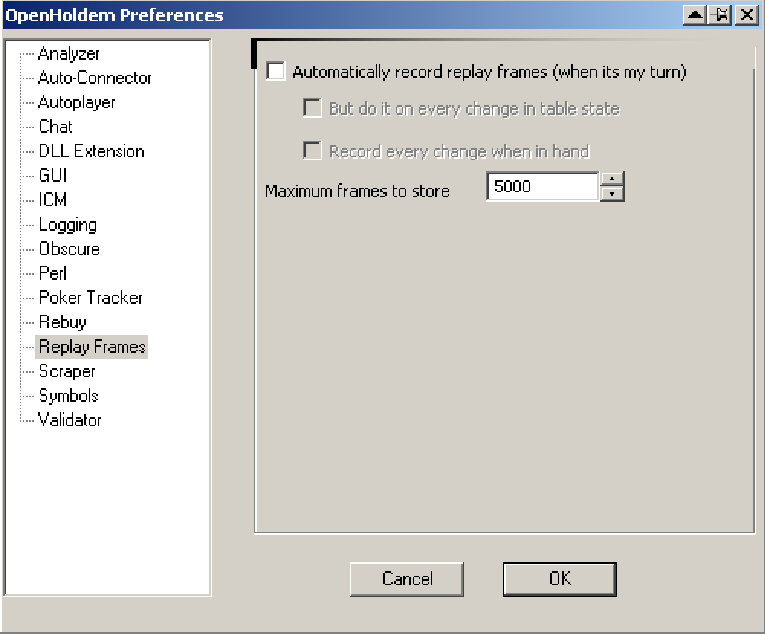 OpenHoldem Preferences
Analyzer
Auto-Connector
Autoplayer
Chat
DLL Extension
GUI
ICM
Logging
Obscure
Perl
Poker Tracker
Rebuy
Replay Frames
Scraper
Symbols
Validator
Automatically record replay frames (when its my turn)
But do it on every change in table state
Record every change when in hand
Maximum frames to store 5000
Cancel OK